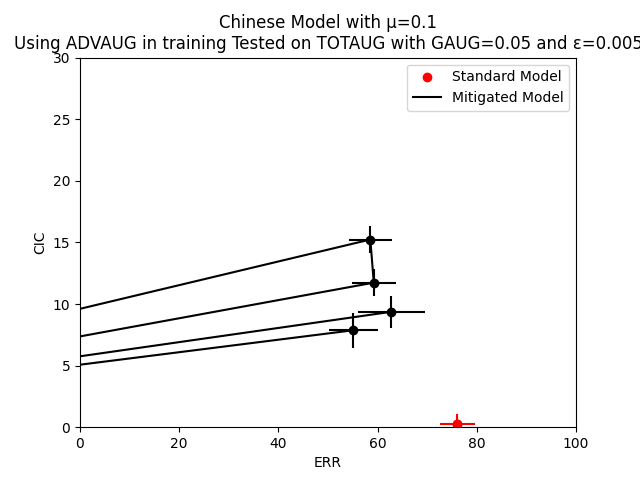 Chinese Model with μ=0.1
Using ADVAUG in training Tested on TOTAUG with GAUG=0.05 and ε=0.005
Standard Model
Mitigated Model
30
25
20
15
10
5
0
CIC
0 20 40 60 80 100
ERR